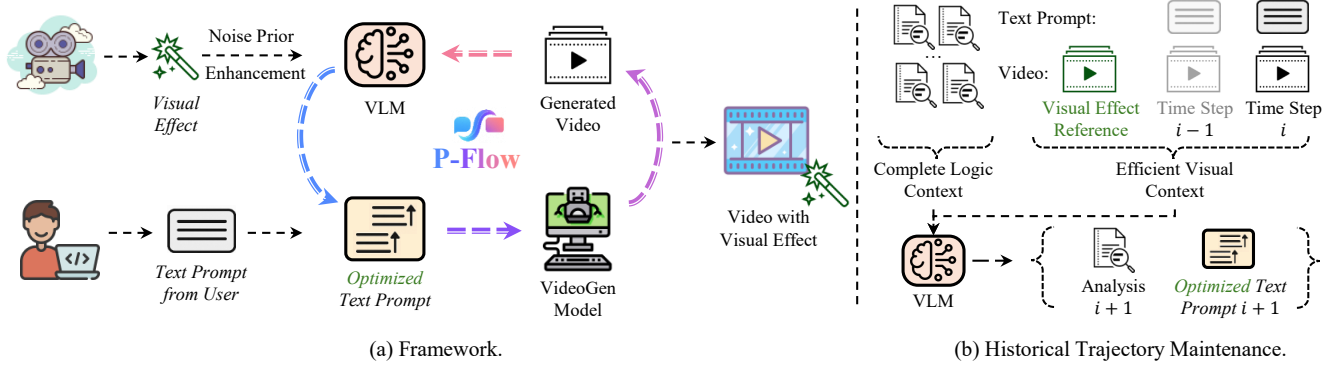 Noise Prior
Enhancement
Visual
Effect
VLM
Generated
Video
P-Flow
Video with
Visual Effect
</>
Text Prompt
from User
Optimized
Text Prompt
VideoGen
Model
(a) Framework.
Text Prompt:
...
Video:
Visual Effect
Reference
Time Step
i − 1
Time Step
i
Complete Logic
Context
Efficient Visual
Context
VLM
Analysis
i + 1
Optimized Text
Prompt i + 1
(b) Historical Trajectory Maintenance.